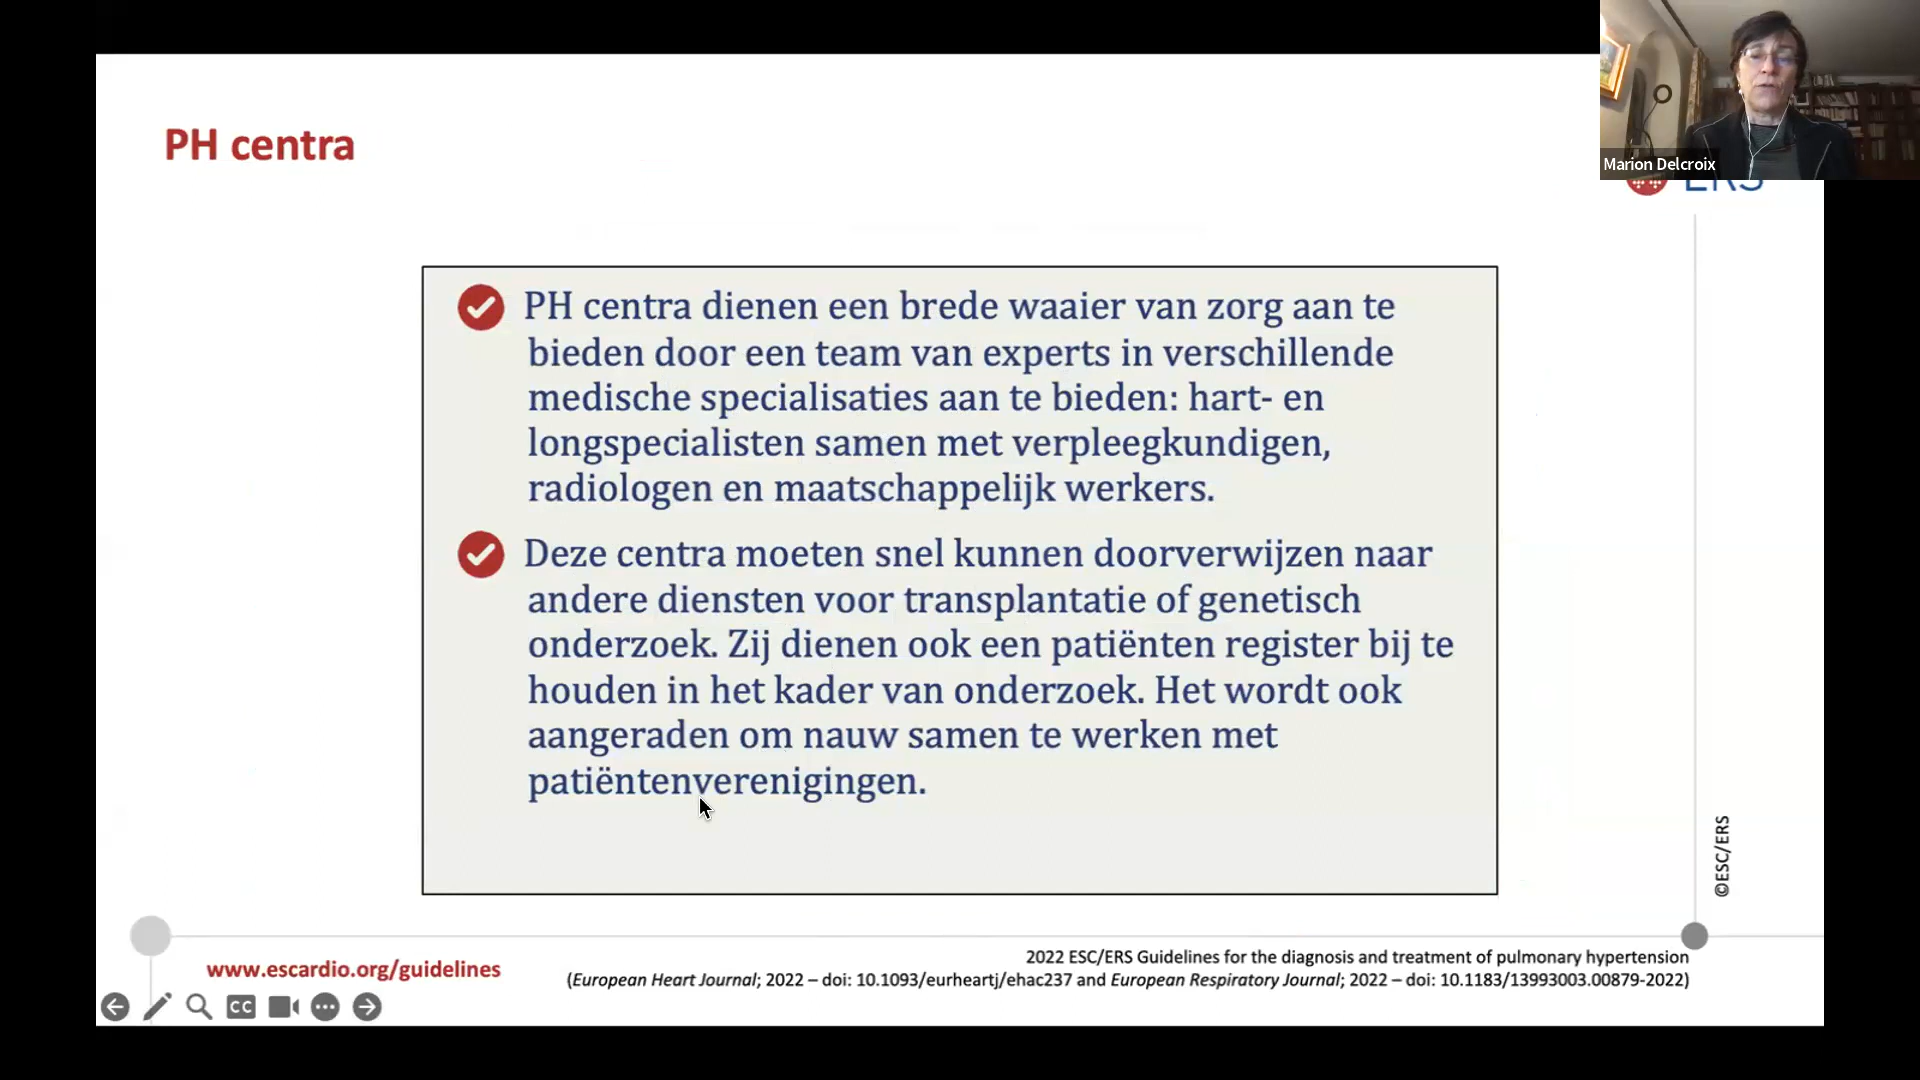 PH centra
Marion Delcroix
ERS
PH centra dienen een brede waaier van zorg aan te
bieden door een team van experts in verschillende
medische specialisaties aan te bieden: hart- en
longspecialisten samen met verpleegkundigen,
radiologen en maatschappelijk werkers.
Deze centra moeten snel kunnen doorverwijzen naar
andere diensten voor transplantatie of genetisch
onderzoek. Zij dienen ook een patiënten register bij te
houden in het kader van onderzoek. Het wordt ook
aangeraden om nauw samen te werken met
patiëntenverenigingen.
©ESC/ERS
www.escardio.org/guidelines
2022 ESC/ERS Guidelines for the diagnosis and treatment of pulmonary hypertension
(European Heart Journal; 2022 – doi: 10.1093/eurheartj/ehac237 and European Respiratory Journal; 2022 – doi: 10.1183/13993003.00879-2022)
CC